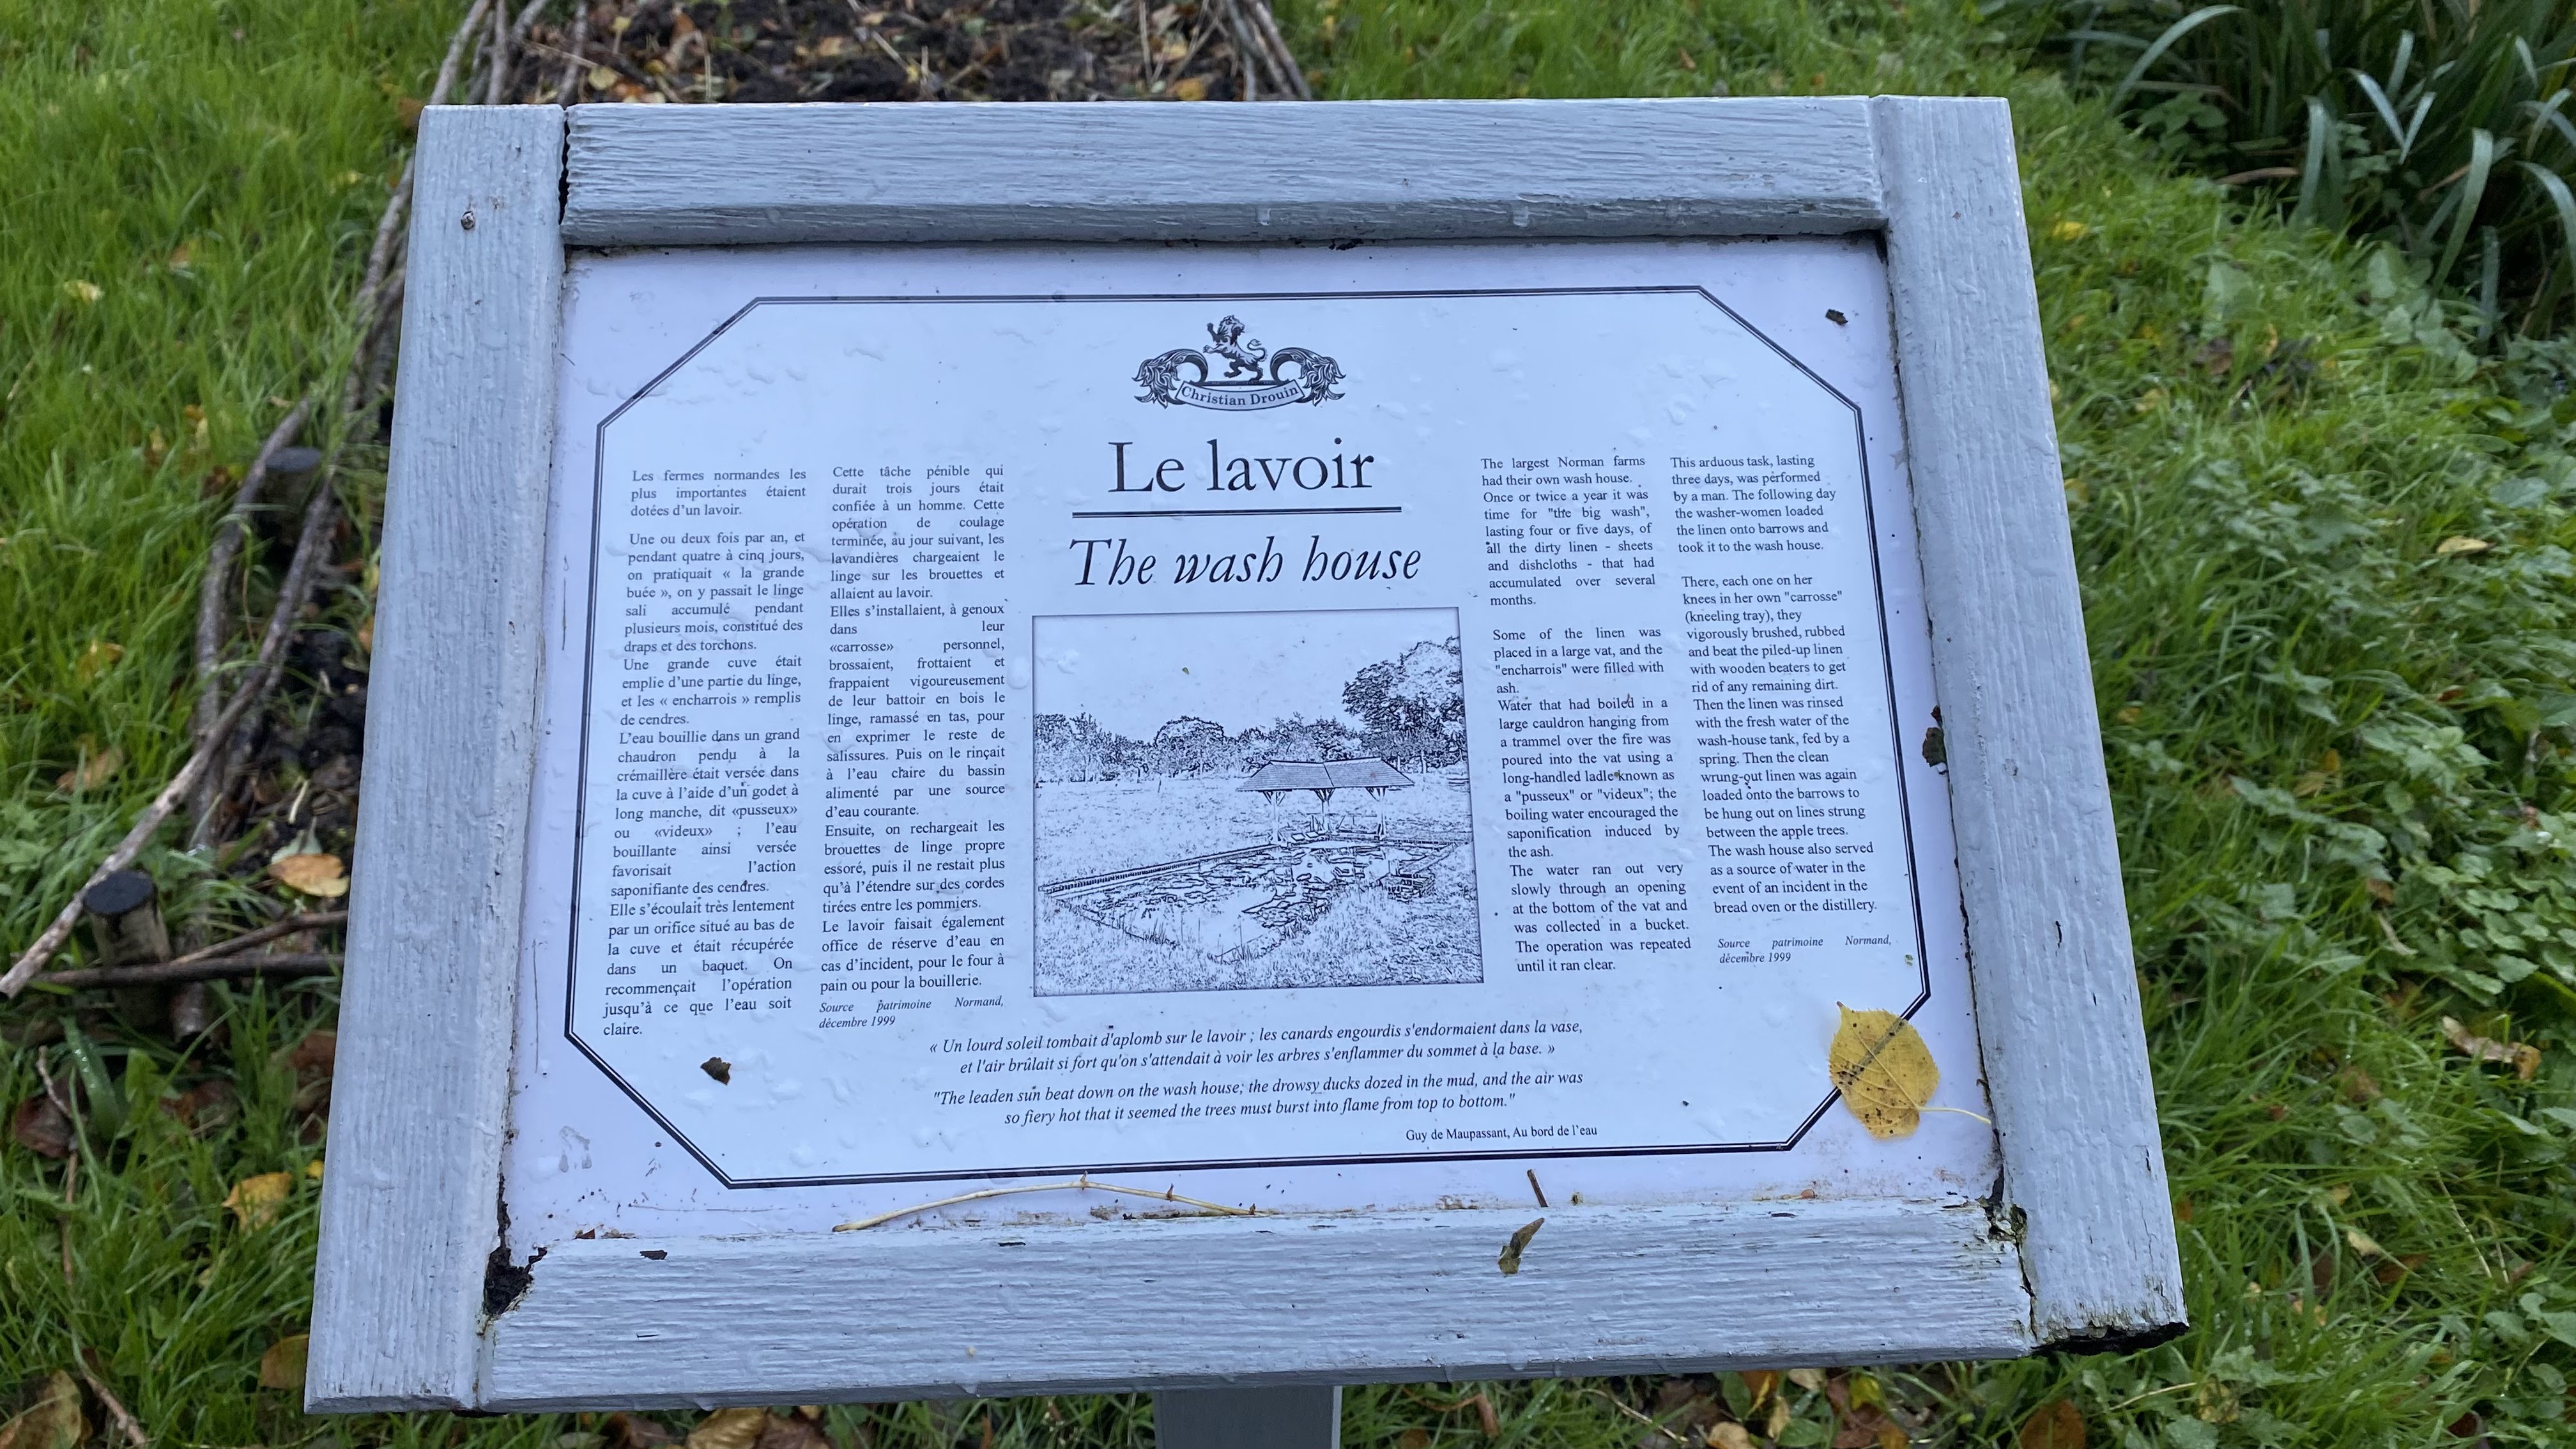 Christian Drouin
Le lavoir
The wash house
Les fermes normandes les
plus importantes étaient
dotées d'un lavoir.
Une ou deux fois par an, et
pendant quatre à cinq jours,
on pratiquait « la grande
buée », on y passait le linge
sali accumulé pendant
plusieurs mois, constitué des
draps et des torchons.
Une grande cuve était
emplie d'une partie du linge,
et les « encharrois » remplis
de cendres.
L'eau bouillie dans un grand
chaudron pendu à la
crémaillère était versée dans
la cuve à l'aide d'un godet à
long manche, dit «pusseux»
ou «videux» ; l'eau
bouillante ainsi versée
favorisait l'action
saponifiante des cendres.
Elle s'écoulait très lentement
par un orifice situé au bas de
la cuve et était récupérée
dans un baquet. On
recommençait l'opération
jusqu'à ce que l'eau soit
claire.
Cette tâche pénible qui
durait trois jours était
confiée à un homme. Cette
opération de coulage
terminée, au jour suivant, les
lavandières chargeaient le
linge sur les brouettes et
allaient au lavoir.
Elles s'installaient, à genoux
dans leur
«carrosse» personnel,
brossaient, frottaient et
frappaient vigoureusement
de leur battoir en bois le
linge, ramassé en tas, pour
en exprimer le reste de
salissures. Puis on le rinçait
à l'eau claire du bassin
alimenté par une source
d'eau courante.
Ensuite, on rechargeait les
brouettes de linge propre
essoré, puis il ne restait plus
qu'à l'étendre sur des cordes
tirées entre les pommiers.
Le lavoir faisait également
office de réserve d'eau en
cas d'incident, pour le four à
pain ou pour la bouillerie.
Source patrimoine Normand,
décembre 1999
The largest Norman farms
had their own wash house.
Once or twice a year it was
time for "the big wash",
lasting four or five days, of
all the dirty linen - sheets
and dishcloths - that had
accumulated over several
months.
Some of the linen was
placed in a large vat, and the
"encharrois" were filled with
ash.
Water that had boiled in a
large cauldron hanging from
a trammel over the fire was
poured into the vat using a
long-handled ladle known as
a "pusseux" or "videux"; the
boiling water encouraged the
saponification induced by
the ash.
The water ran out very
slowly through an opening
at the bottom of the vat and
was collected in a bucket.
The operation was repeated
until it ran clear.
This arduous task, lasting
three days, was performed
by a man. The following day
the washer-women loaded
the linen onto barrows and
took it to the wash house.
There, each one on her
knees in her own "carrosse"
(kneeling tray), they
vigorously brushed, rubbed
and beat the piled-up linen
with wooden beaters to get
rid of any remaining dirt.
Then the linen was rinsed
with the fresh water of the
wash-house tank, fed by a
spring. Then the clean
wrung-out linen was again
loaded onto the barrows to
be hung out on lines strung
between the apple trees.
The wash house also served
as a source of water in the
event of an incident in the
bread oven or the distillery.
Source patrimoine Normand,
décembre 1999
« Un lourd soleil tombait d'aplomb sur le lavoir ; les canards engourdis s'endormaient dans la vase,
et l'air brûlait si fort qu'on s'attendait à voir les arbres s'enflammer du sommet à la base. »
"The leaden sun beat down on the wash house; the drowsy ducks dozed in the mud, and the air was
so fiery hot that it seemed the trees must burst into flame from top to bottom."
Guy de Maupassant, Au bord de l'eau